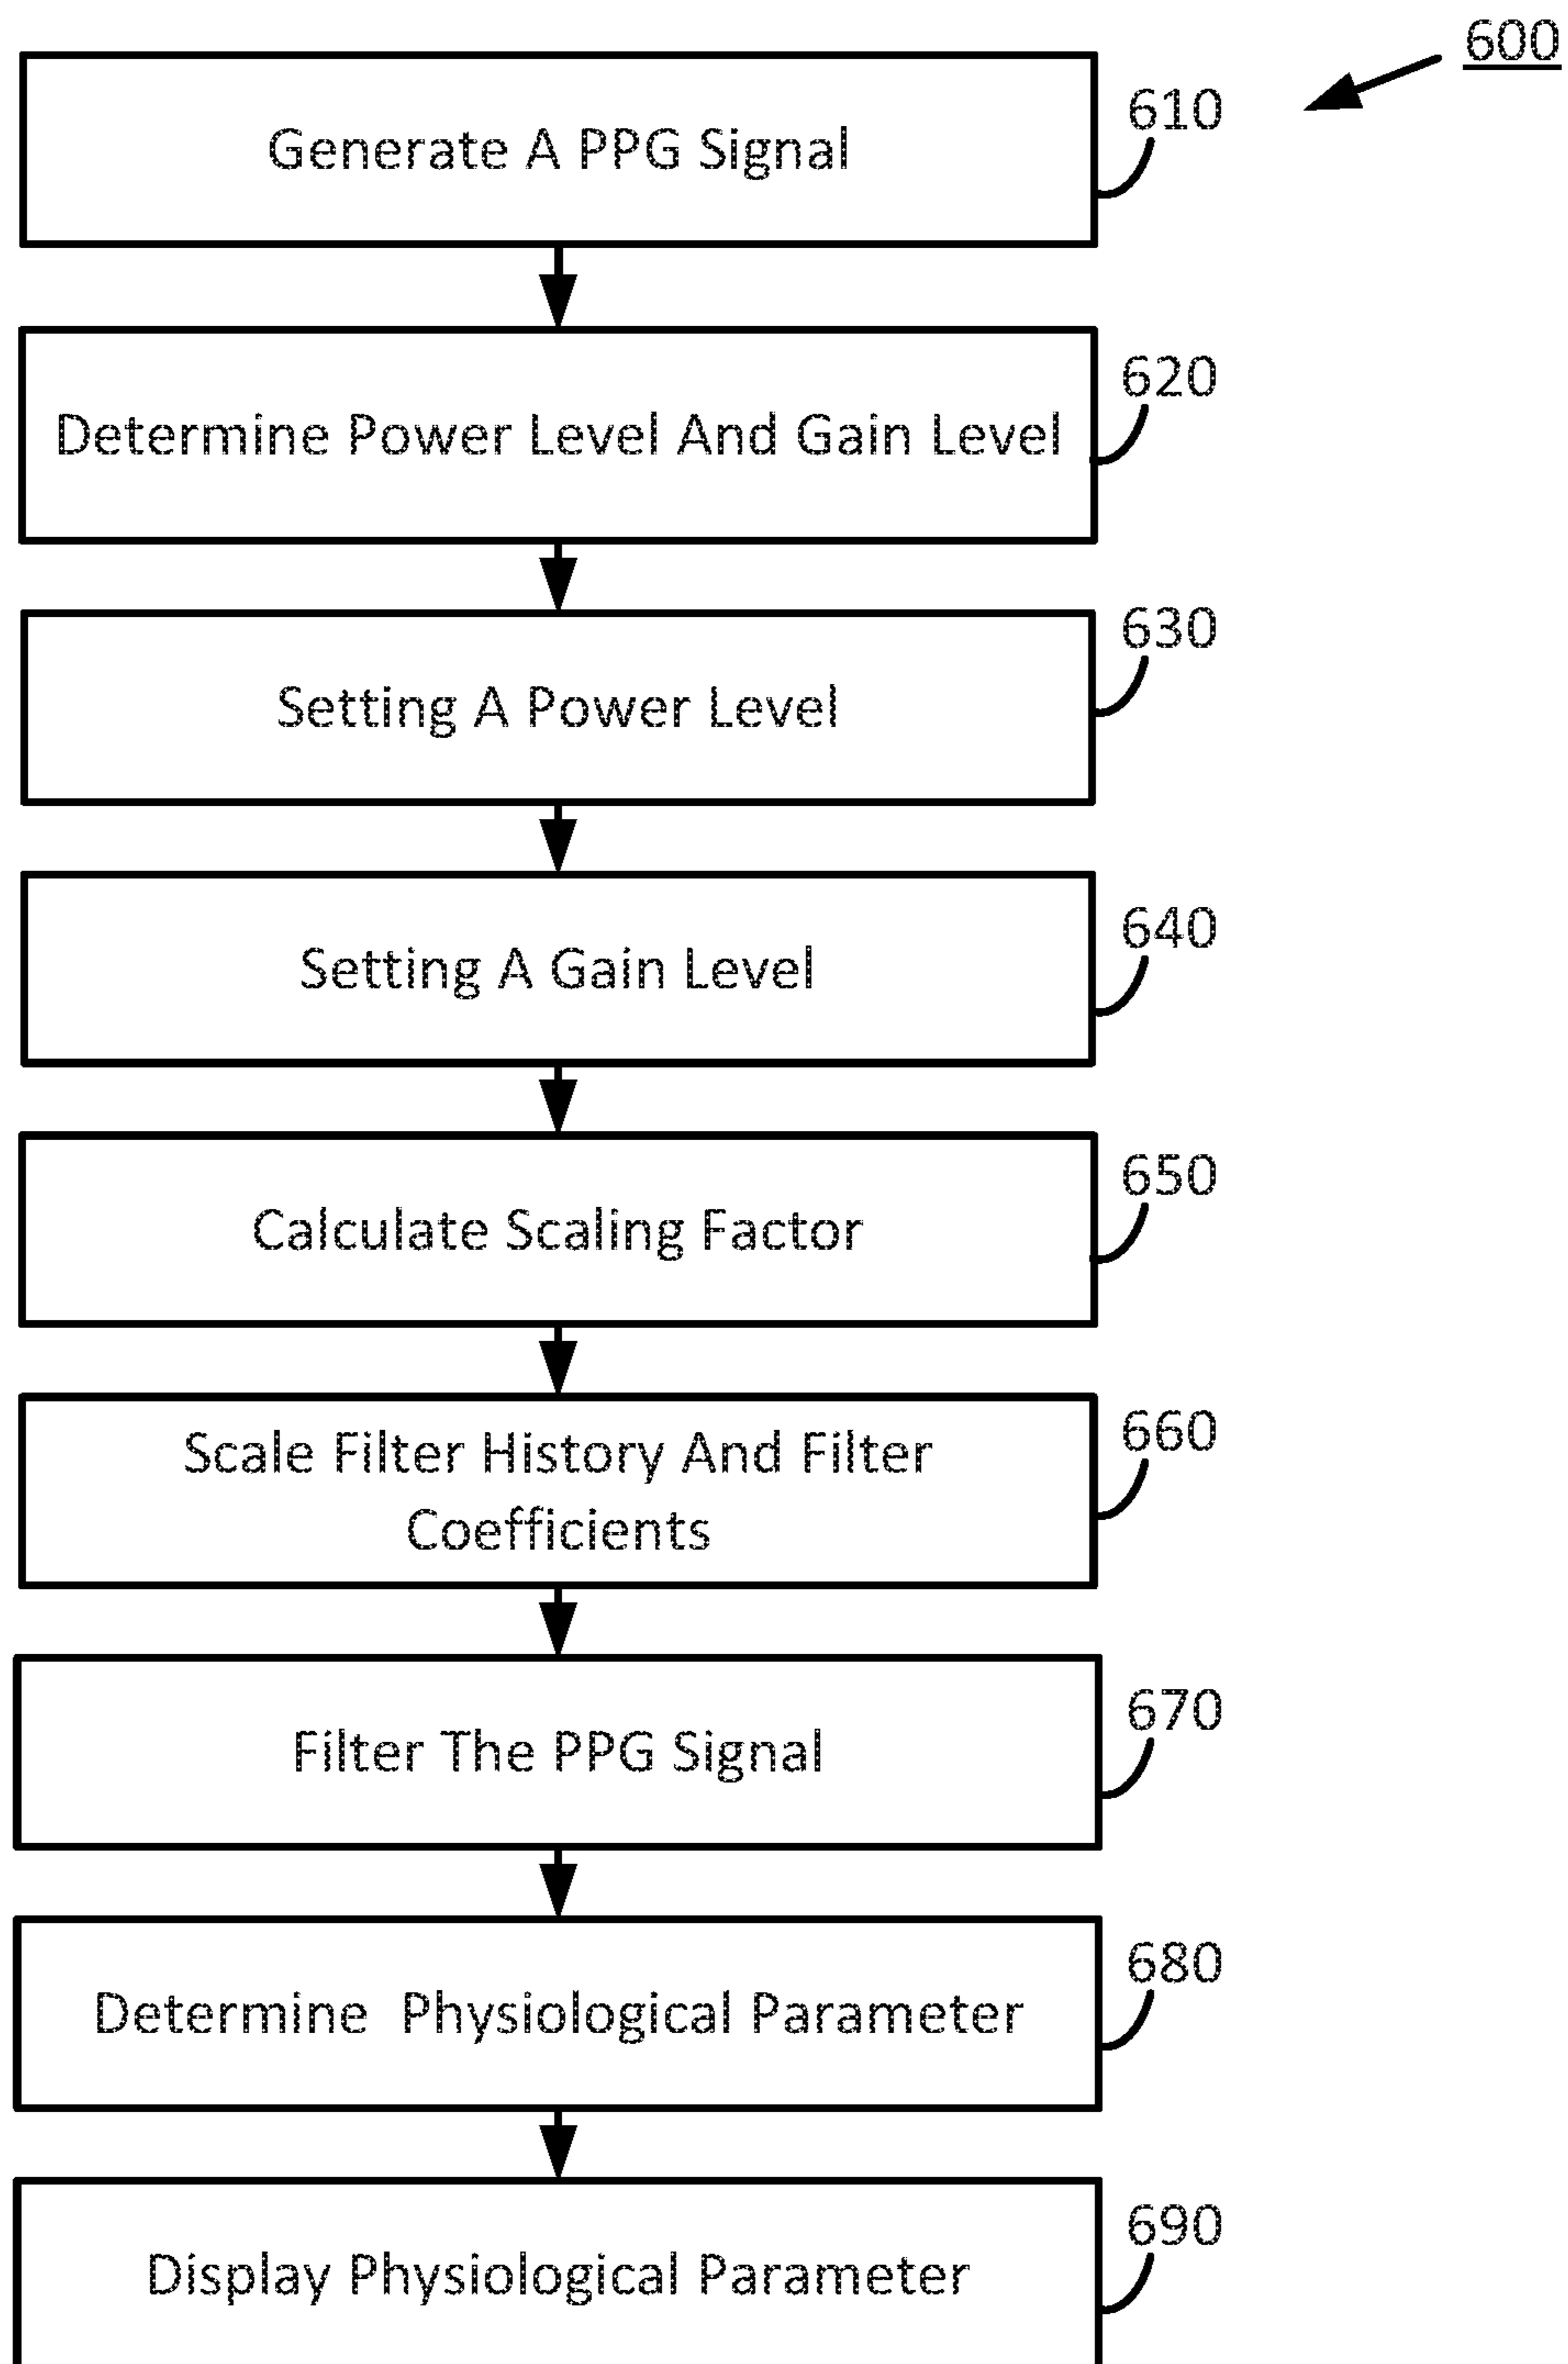 600
Generate A PPG Signal
610
Determine Power Level And Gain Level
620
Setting A Power Level
630
Setting A Gain Level
640
Calculate Scaling Factor
650
Scale Filter History And Filter
Coefficients
660
Filter The PPG Signal
670
Determine Physiological Parameter
680
Display Physiological Parameter
690